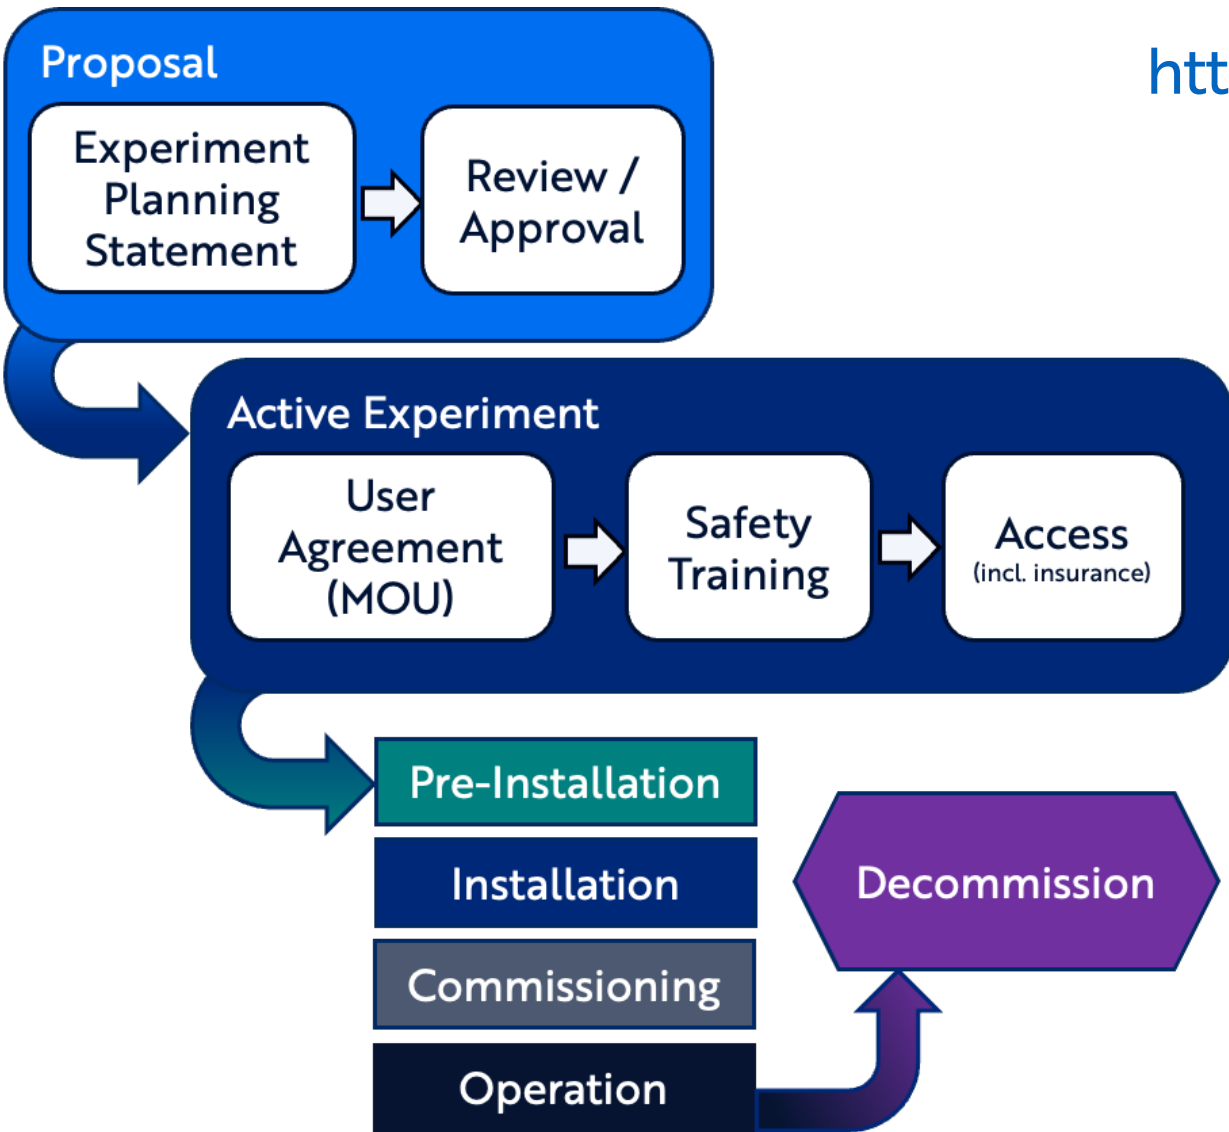 Proposal
htt
Experiment
Planning
Statement
Review /
Approval
Active Experiment
User
Agreement
(MOU)
Safety
Training
Access
(incl. insurance)
Pre-Installation
Installation
Decommission
Commissioning
Operation